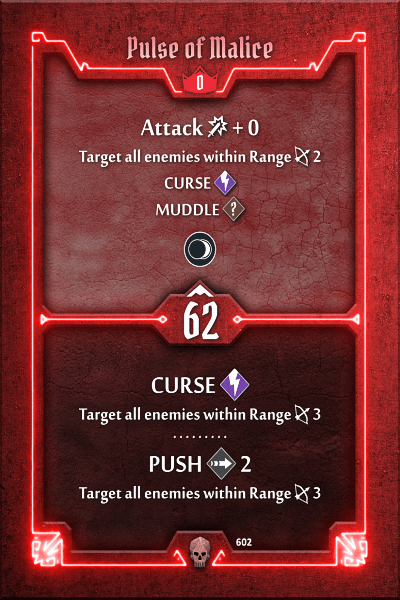 Pulse of Malice
0
Attack + 0
Target all enemies within Range 2
CURSE
MUDDLE ?
62
CURSE
Target all enemies within Range 3
PUSH 2
Target all enemies within Range 3
602